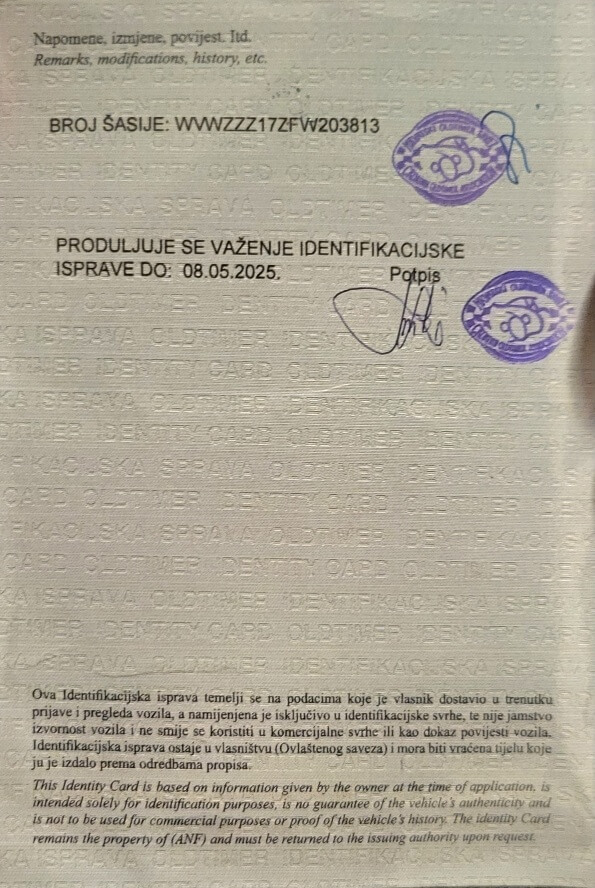 Napomene, izmjene, povijest. Itd.
Remarks, modifications, history, etc.
BROJ ŠASIJE: WVWZZZ17ZFW203813
PRODULJUJE SE VAŽENJE IDENTIFIKACIJSKE
ISPRAVE DO: 08.05.2025.
Potpis
Ova Identifikacijska isprava temelji se na podacima koje je vlasnik dostavio u trenutku
prijave i pregleda vozila, a namijenjena je isključivo u identifikacijske svrhe, te nije jamstvo
izvornost vozila i ne smije se koristiti u komercijalne svrhe ili kao dokaz povijesti vozila.
Identifikacijska isprava ostaje u vlasništvu (Ovlaštenog saveza) i mora biti vraćena tijelu koje
ju je izdalo prema odredbama propisa.
This Identity Card is based on information given by the owner at the time of application. is
intended solely for identification purposes, is no guarantee of the vehicle's authenticity and
is not to be used for commercial purposes or proof of the vehicle's history. The identity Card
remains the property of (ANF) and must be returned to the issuing authority upon request.